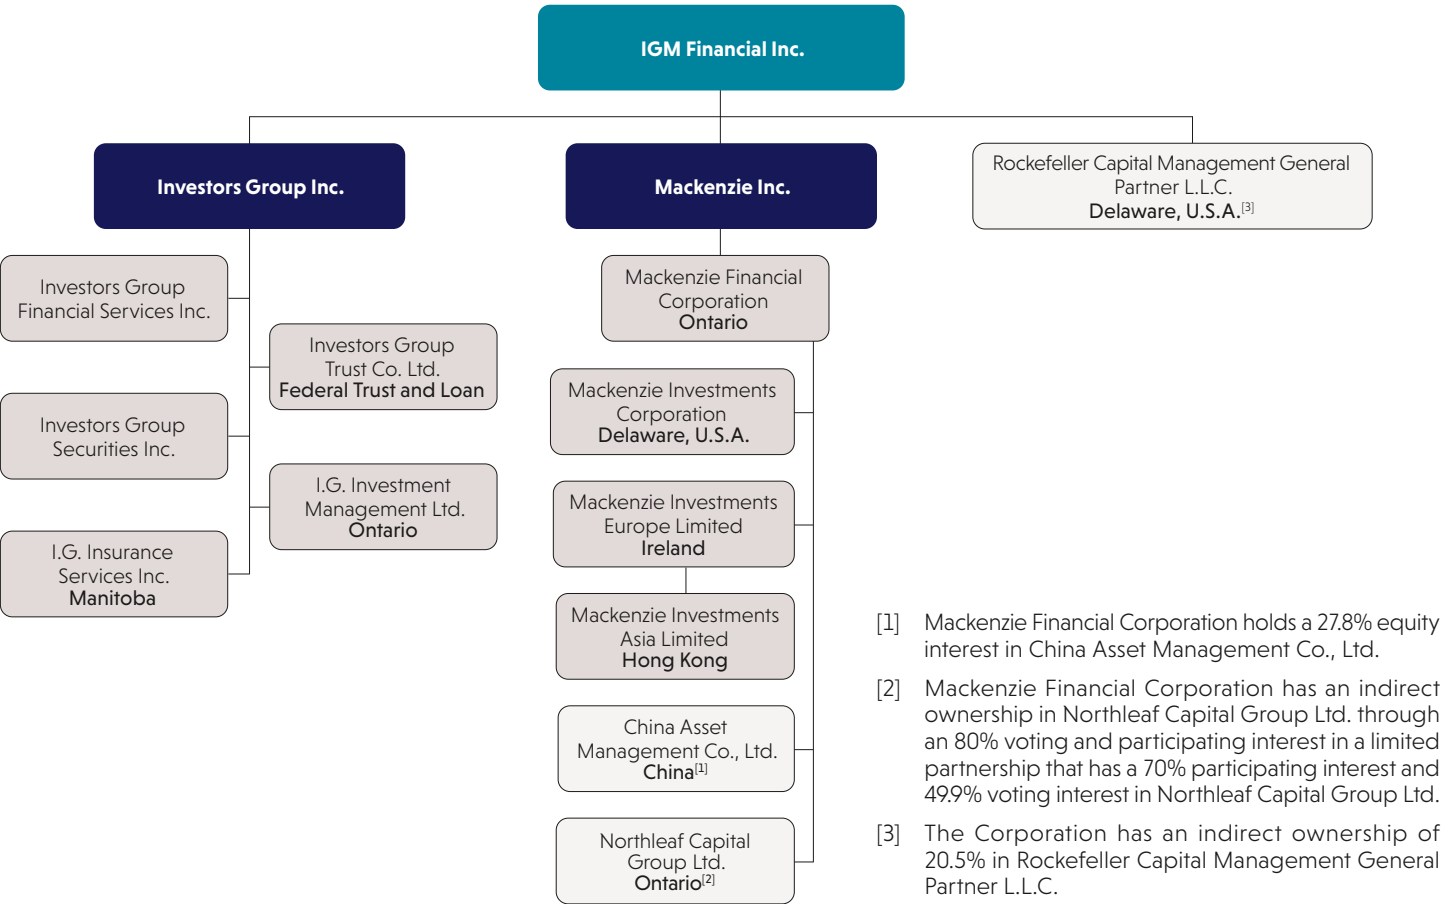 IGM Financial Inc.
Investors Group Inc.
Mackenzie Inc.
Rockefeller Capital Management General
Partner L.L.C.
Delaware, U.S.A.[3]
Investors Group
Financial Services Inc.
Investors Group
Trust Co. Ltd.
Federal Trust and Loan
Investors Group
Securities Inc.
I.G. Investment
Management Ltd.
Ontario
I.G. Insurance
Services Inc.
Manitoba
Mackenzie Financial
Corporation
Ontario
Mackenzie Investments
Corporation
Delaware, U.S.A.
Mackenzie Investments
Europe Limited
Ireland
Mackenzie Investments
Asia Limited
Hong Kong
China Asset
Management Co., Ltd.
China[1]
Northleaf Capital
Group Ltd.
Ontario[2]
[1] Mackenzie Financial Corporation holds a 27.8% equity
interest in China Asset Management Co., Ltd.
[2] Mackenzie Financial Corporation has an indirect
ownership in Northleaf Capital Group Ltd. through
an 80% voting and participating interest in a limited
partnership that has a 70% participating interest and
49.9% voting interest in Northleaf Capital Group Ltd.
[3] The Corporation has an indirect ownership of
20.5% in Rockefeller Capital Management General
Partner L.L.C.